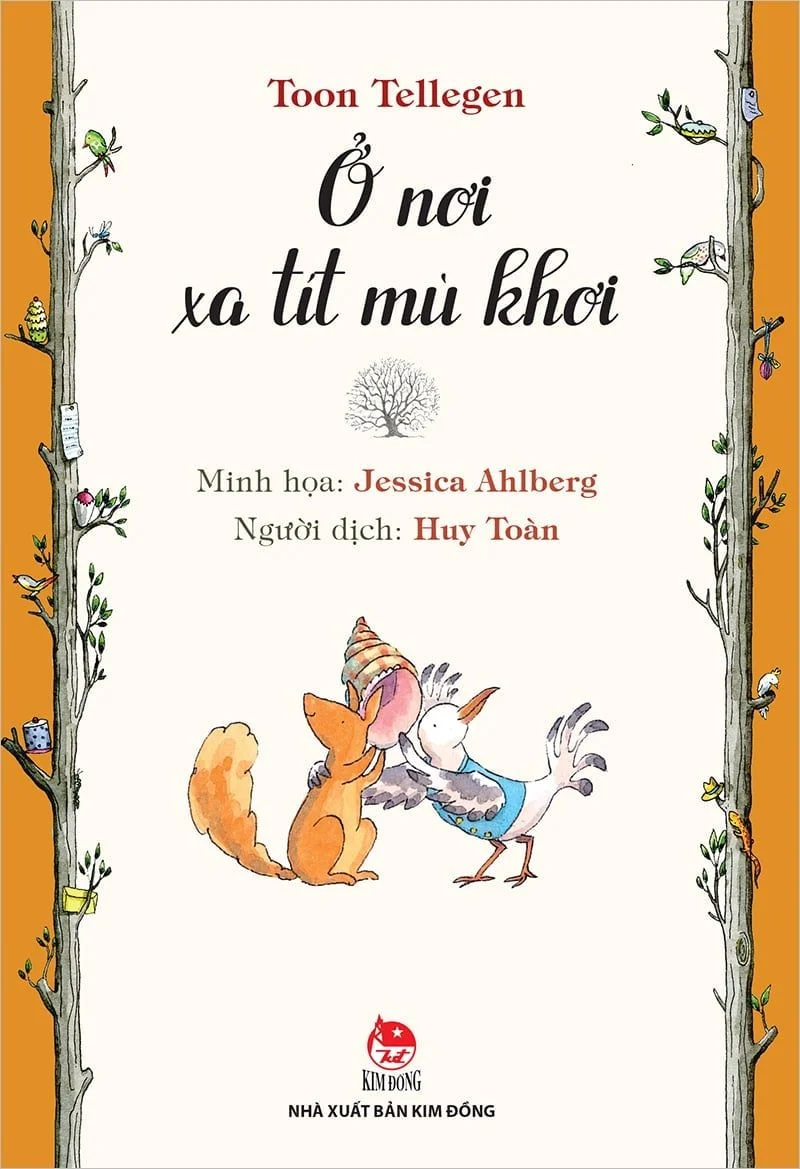 Toon Tellegen
Ở nơi
xa tít mù khơi
Minh họa: Jessica Ahlberg
Người dịch: Huy Toàn
KIM ĐỒNG
NHÀ XUẤT BẢN KIM ĐỒNG